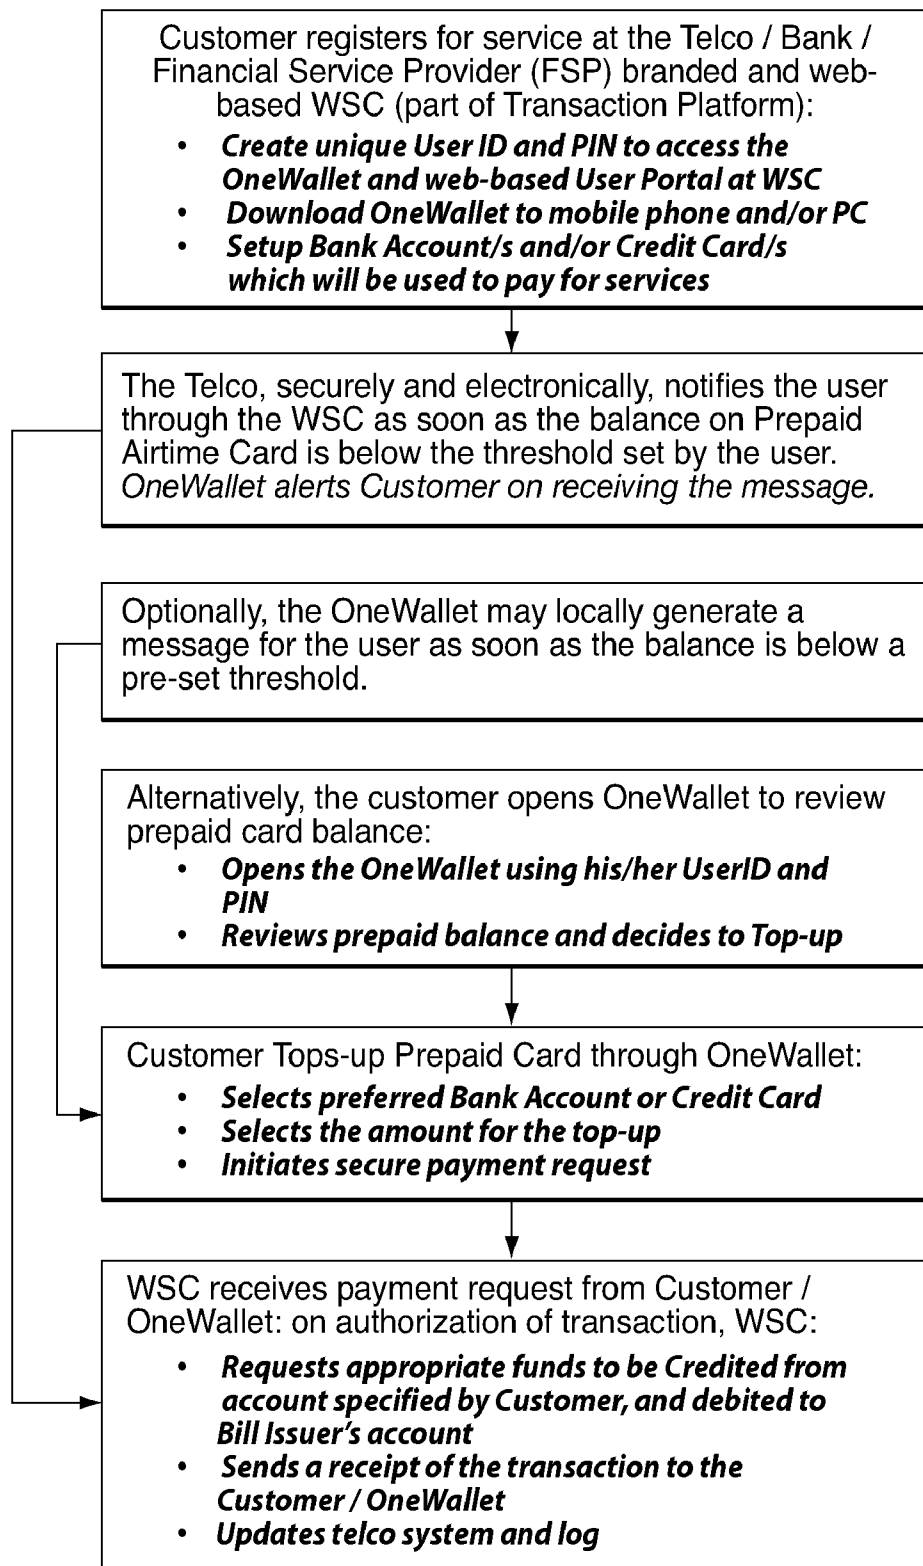 Customer registers for service at the Telco / Bank /
Financial Service Provider (FSP) branded and web-
based WSC (part of Transaction Platform):
• Create unique User ID and PIN to access the
OneWallet and web-based User Portal at WSC
• Download OneWallet to mobile phone and/or PC
• Setup Bank Account/s and/or Credit Card/s
which will be used to pay for services
The Telco, securely and electronically, notifies the user
through the WSC as soon as the balance on Prepaid
Airtime Card is below the threshold set by the user.
OneWallet alerts Customer on receiving the message.
Optionally, the OneWallet may locally generate a
message for the user as soon as the balance is below a
pre-set threshold.
Alternatively, the customer opens OneWallet to review
prepaid card balance:
• Opens the OneWallet using his/her UserID and
PIN
• Reviews prepaid balance and decides to Top-up
Customer Tops-up Prepaid Card through OneWallet:
• Selects preferred Bank Account or Credit Card
• Selects the amount for the top-up
• Initiates secure payment request
WSC receives payment request from Customer /
OneWallet: on authorization of transaction, WSC:
• Requests appropriate funds to be Credited from
account specified by Customer, and debited to
Bill Issuer's account
• Sends a receipt of the transaction to the
Customer / OneWallet
• Updates telco system and log